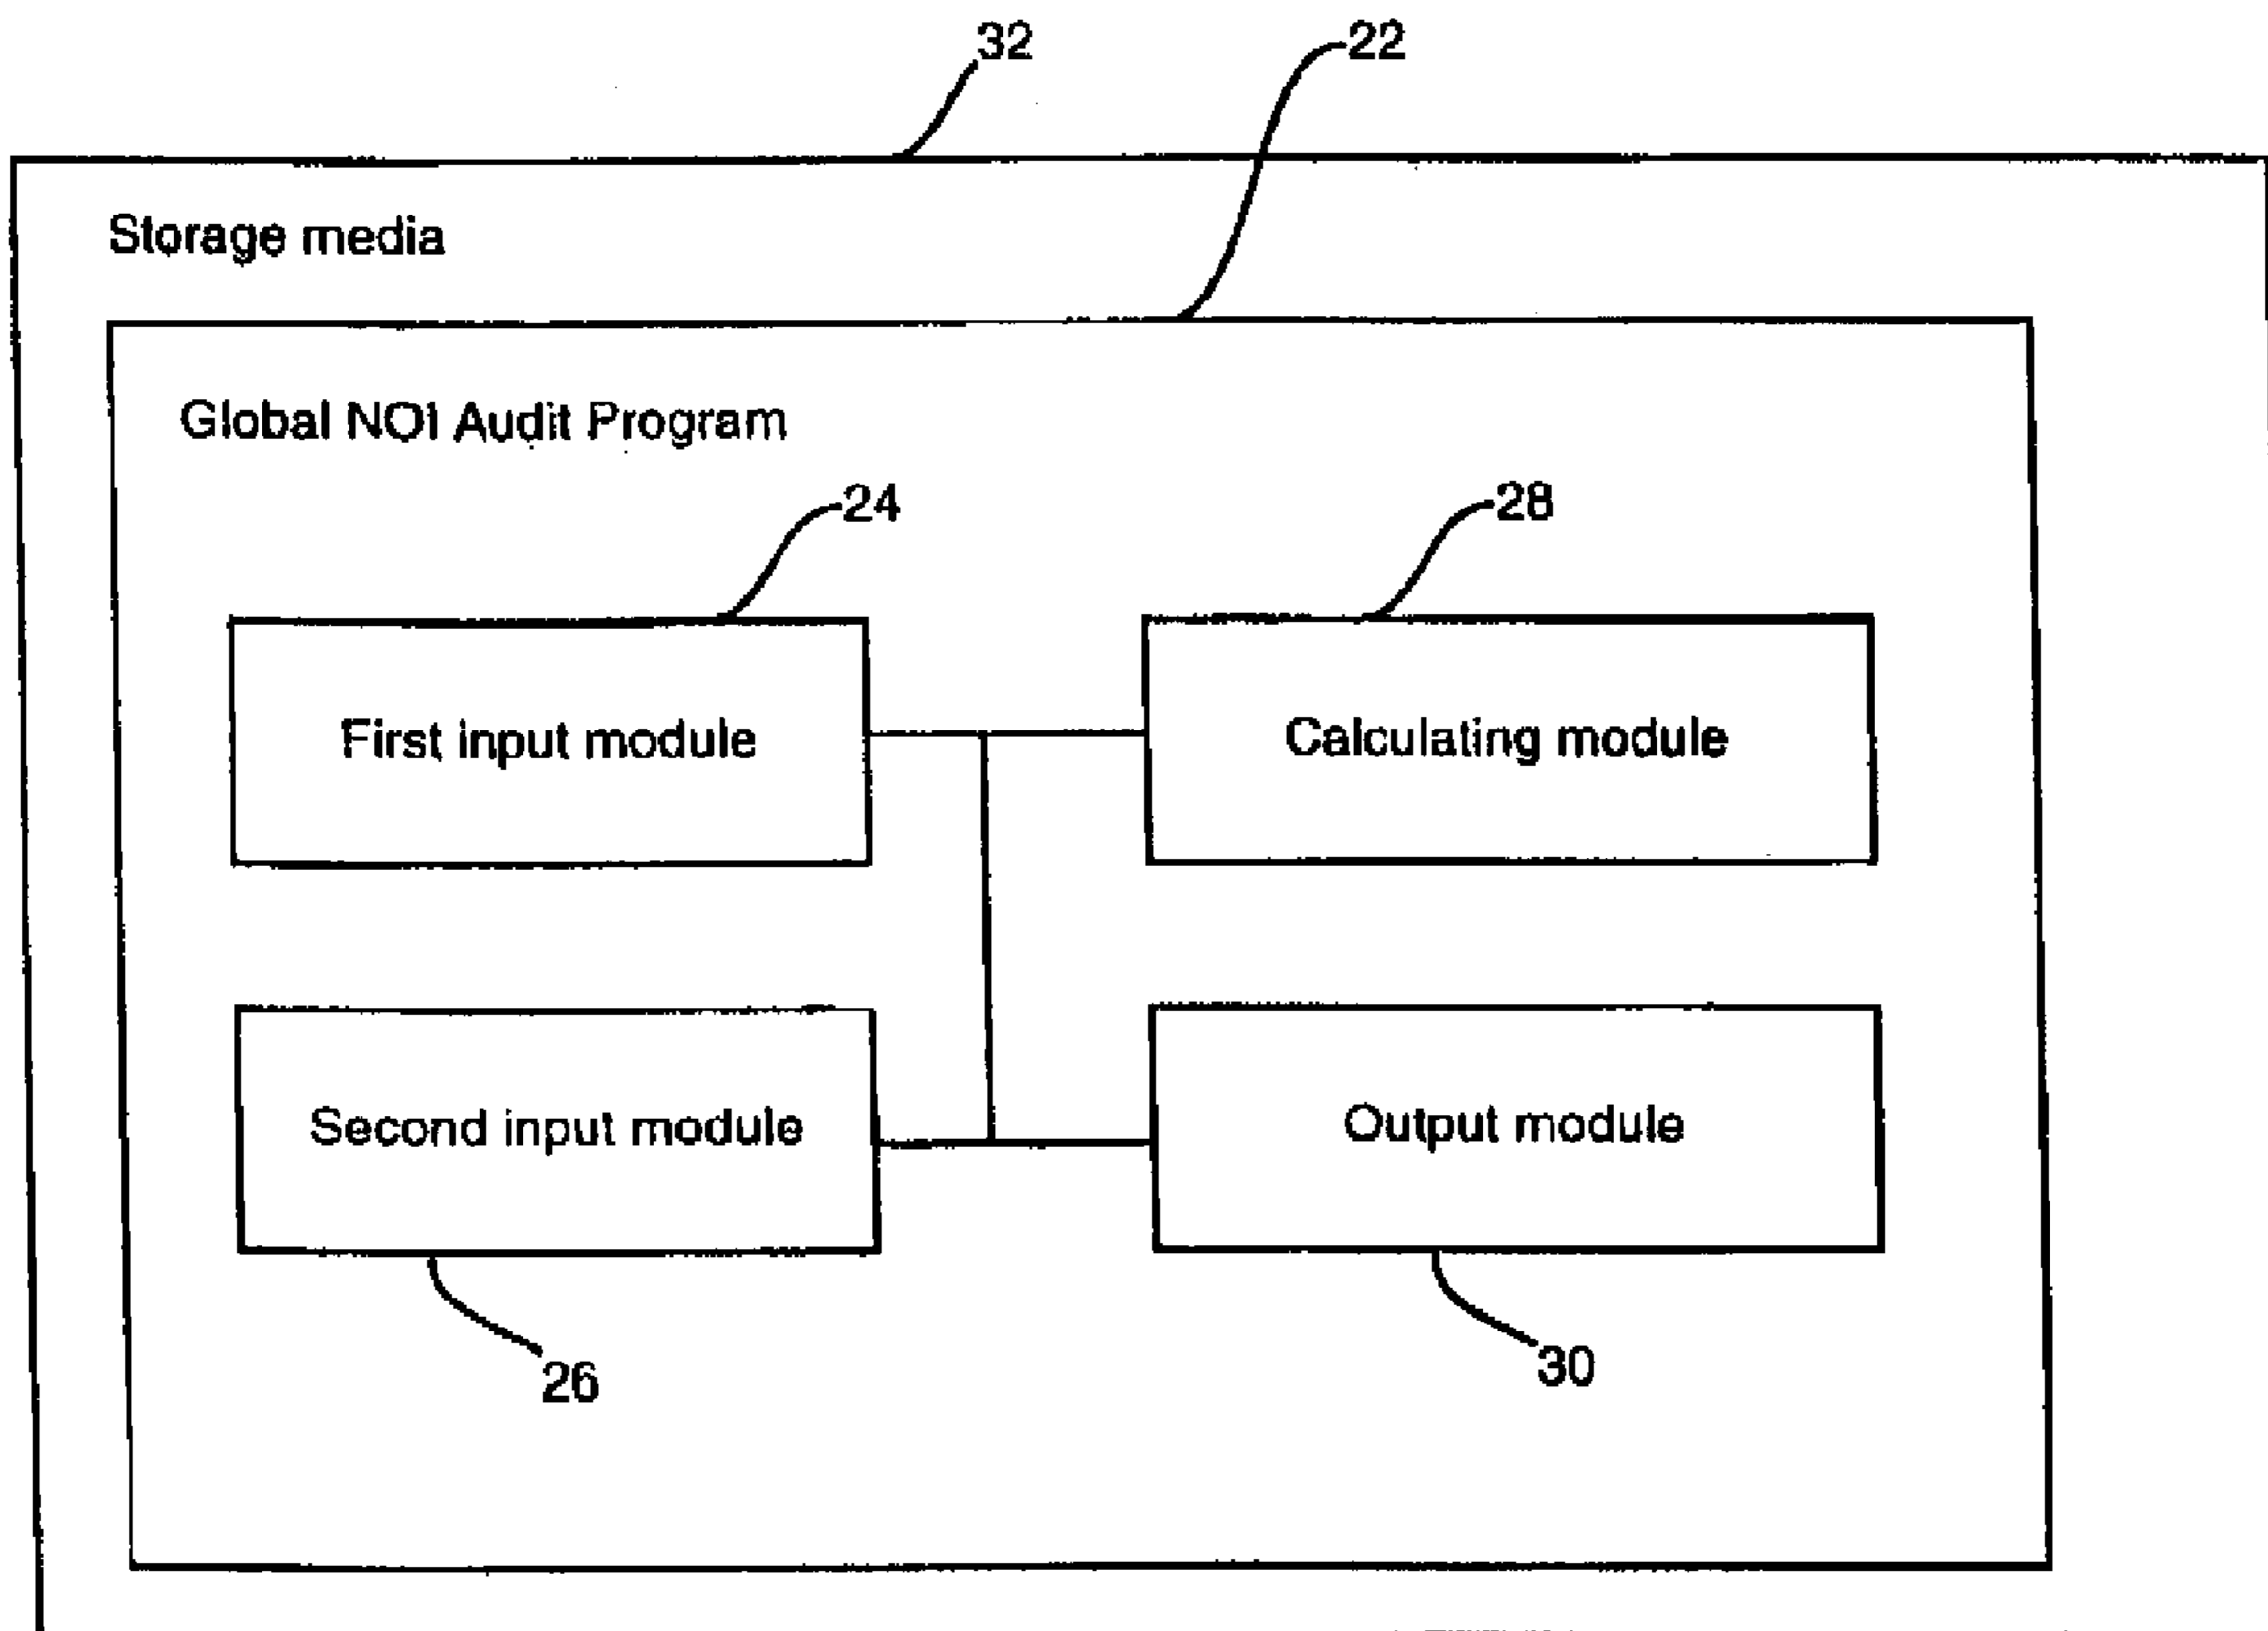 32
22
Storage media
Global NOI Audit Program
24
28
First input module
Calculating module
Second input module
Output module
26
30